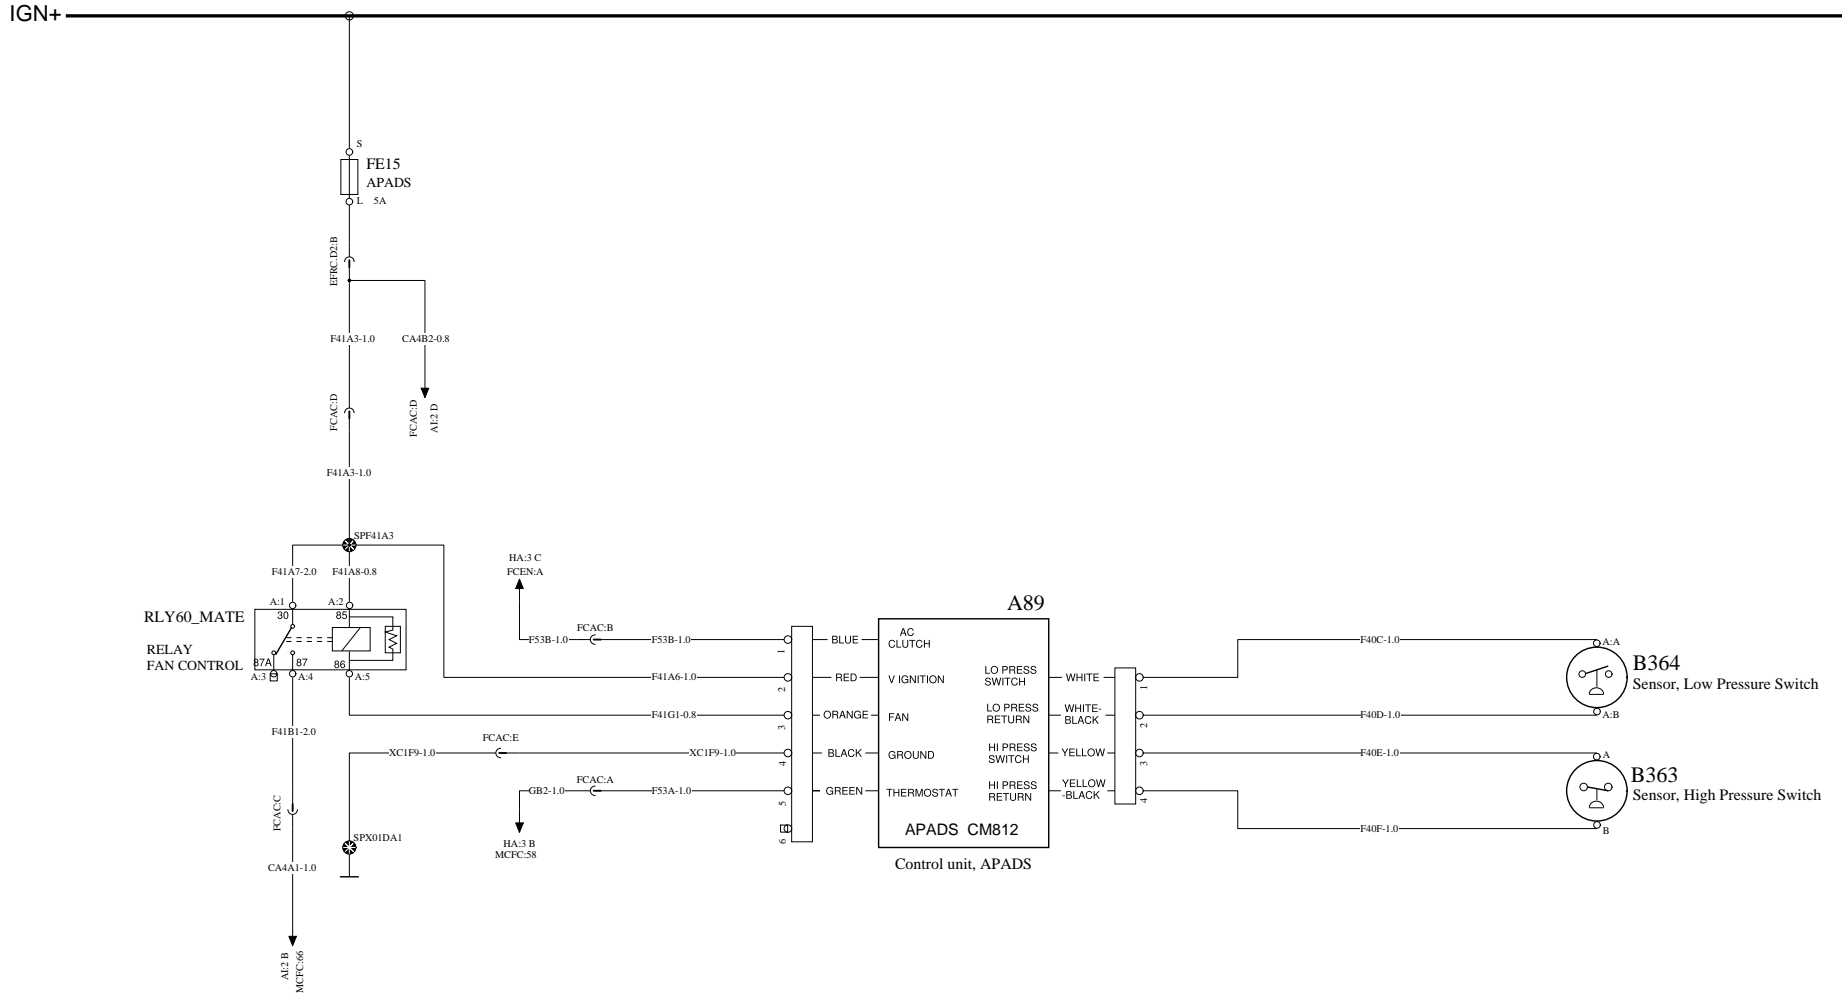 IGN+
S
FE15
APADS
L 5A
EFRC.D2:B
F41A3-1.0
CA4B2-0.8
FCAC:D
FCAC:D
AI:2 D
F41A3-1.0
SPF41A3
F41A7-2.0
F41A8-0.8
A:1
A:2
RLY60_MATE
30
85
RELAY
FAN CONTROL
87A
87
86
A:3
A:4
A:5
F41B1-2.0
FCAC:C
SPX01DA1
CA4A1-1.0
AI:2 B
MCFC:66
HA:3 C
FCEN:A
F53B-1.0
FCAC:B
F53B-1.0
F41A6-1.0
F41G1-0.8
XC1F9-1.0
FCAC:E
XC1F9-1.0
GB2-1.0
FCAC:A
F53A-1.0
HA:3 B
MCFC:58
1
2
3
4
5
6
BLUE
RED
ORANGE
BLACK
GREEN
A89
AC
CLUTCH
V IGNITION
FAN
GROUND
THERMOSTAT
LO PRESS
SWITCH
LO PRESS
RETURN
HI PRESS
SWITCH
HI PRESS
RETURN
APADS CM812
Control unit, APADS
WHITE
WHITE-
BLACK
YELLOW
YELLOW
-BLACK
1
2
3
4
F40C-1.0
F40D-1.0
F40E-1.0
F40F-1.0
A:A
B364
Sensor, Low Pressure Switch
A:B
A
B363
Sensor, High Pressure Switch
B